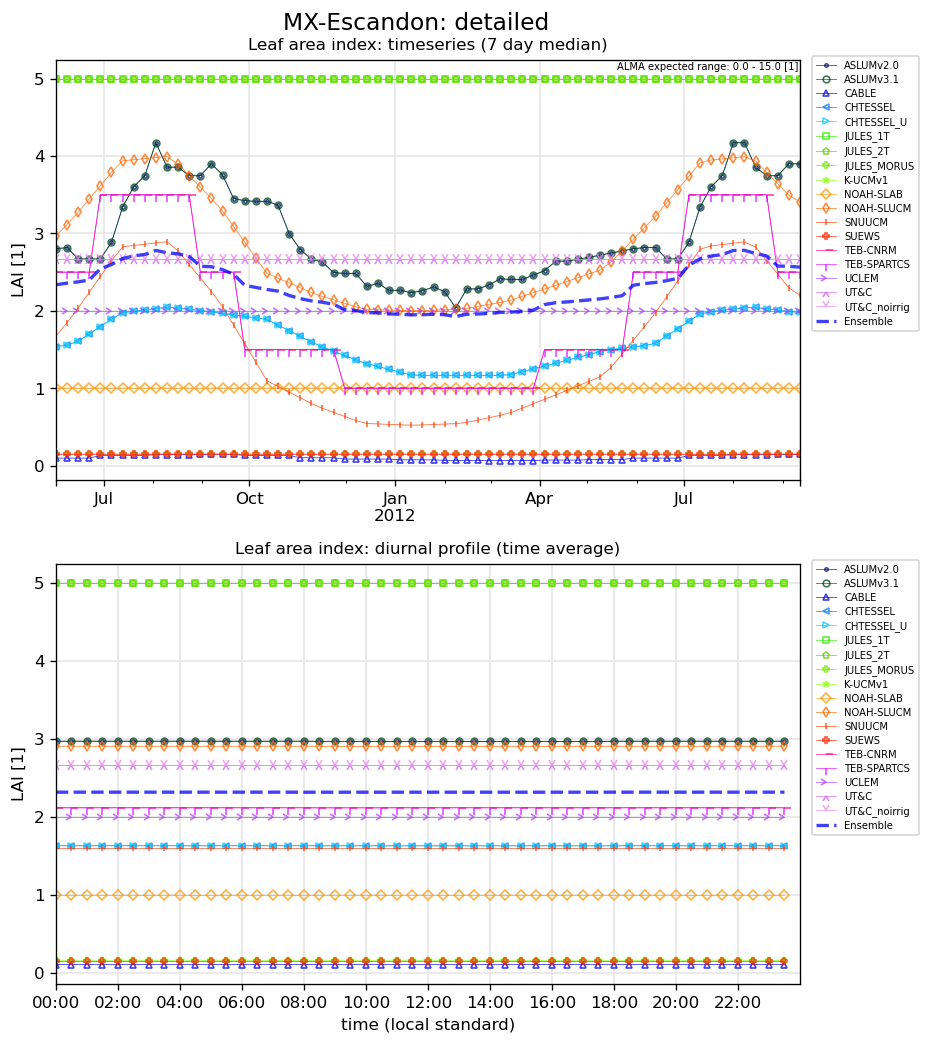 MX-Escandon: detailed
Leaf area index: timeseries (7 day median)
ALMA expected range: 0.0 - 15.0 [1]
LAI [1]
5
4
3
2
1
0
Jul
Oct
Jan
2012
Apr
Jul
ASLUMv2.0
ASLUMv3.1
CABLE
CHTESSEL
CHTESSEL_U
JULES_1T
JULES_2T
JULES_MORUS
K-UCMv1
NOAH-SLAB
NOAH-SLUCM
SNUUCM
SUEWS
TEB-CNRM
TEB-SPARTCS
UCLEM
UT&C
UT&C_noirrig
Ensemble
Leaf area index: diurnal profile (time average)
LAI [1]
5
4
3
2
1
0
00:00 02:00 04:00 06:00 08:00 10:00 12:00 14:00 16:00 18:00 20:00 22:00
time (local standard)
ASLUMv2.0
ASLUMv3.1
CABLE
CHTESSEL
CHTESSEL_U
JULES_1T
JULES_2T
JULES_MORUS
K-UCMv1
NOAH-SLAB
NOAH-SLUCM
SNUUCM
SUEWS
TEB-CNRM
TEB-SPARTCS
UCLEM
UT&C
UT&C_noirrig
Ensemble